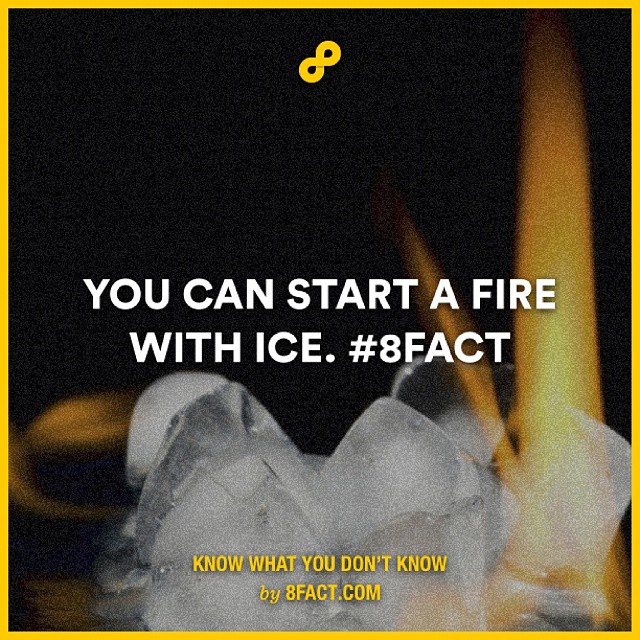 YOU CAN START A FIRE
WITH ICE. #8FACT
KNOW WHAT YOU DON'T KNOW
by 8FACT.COM